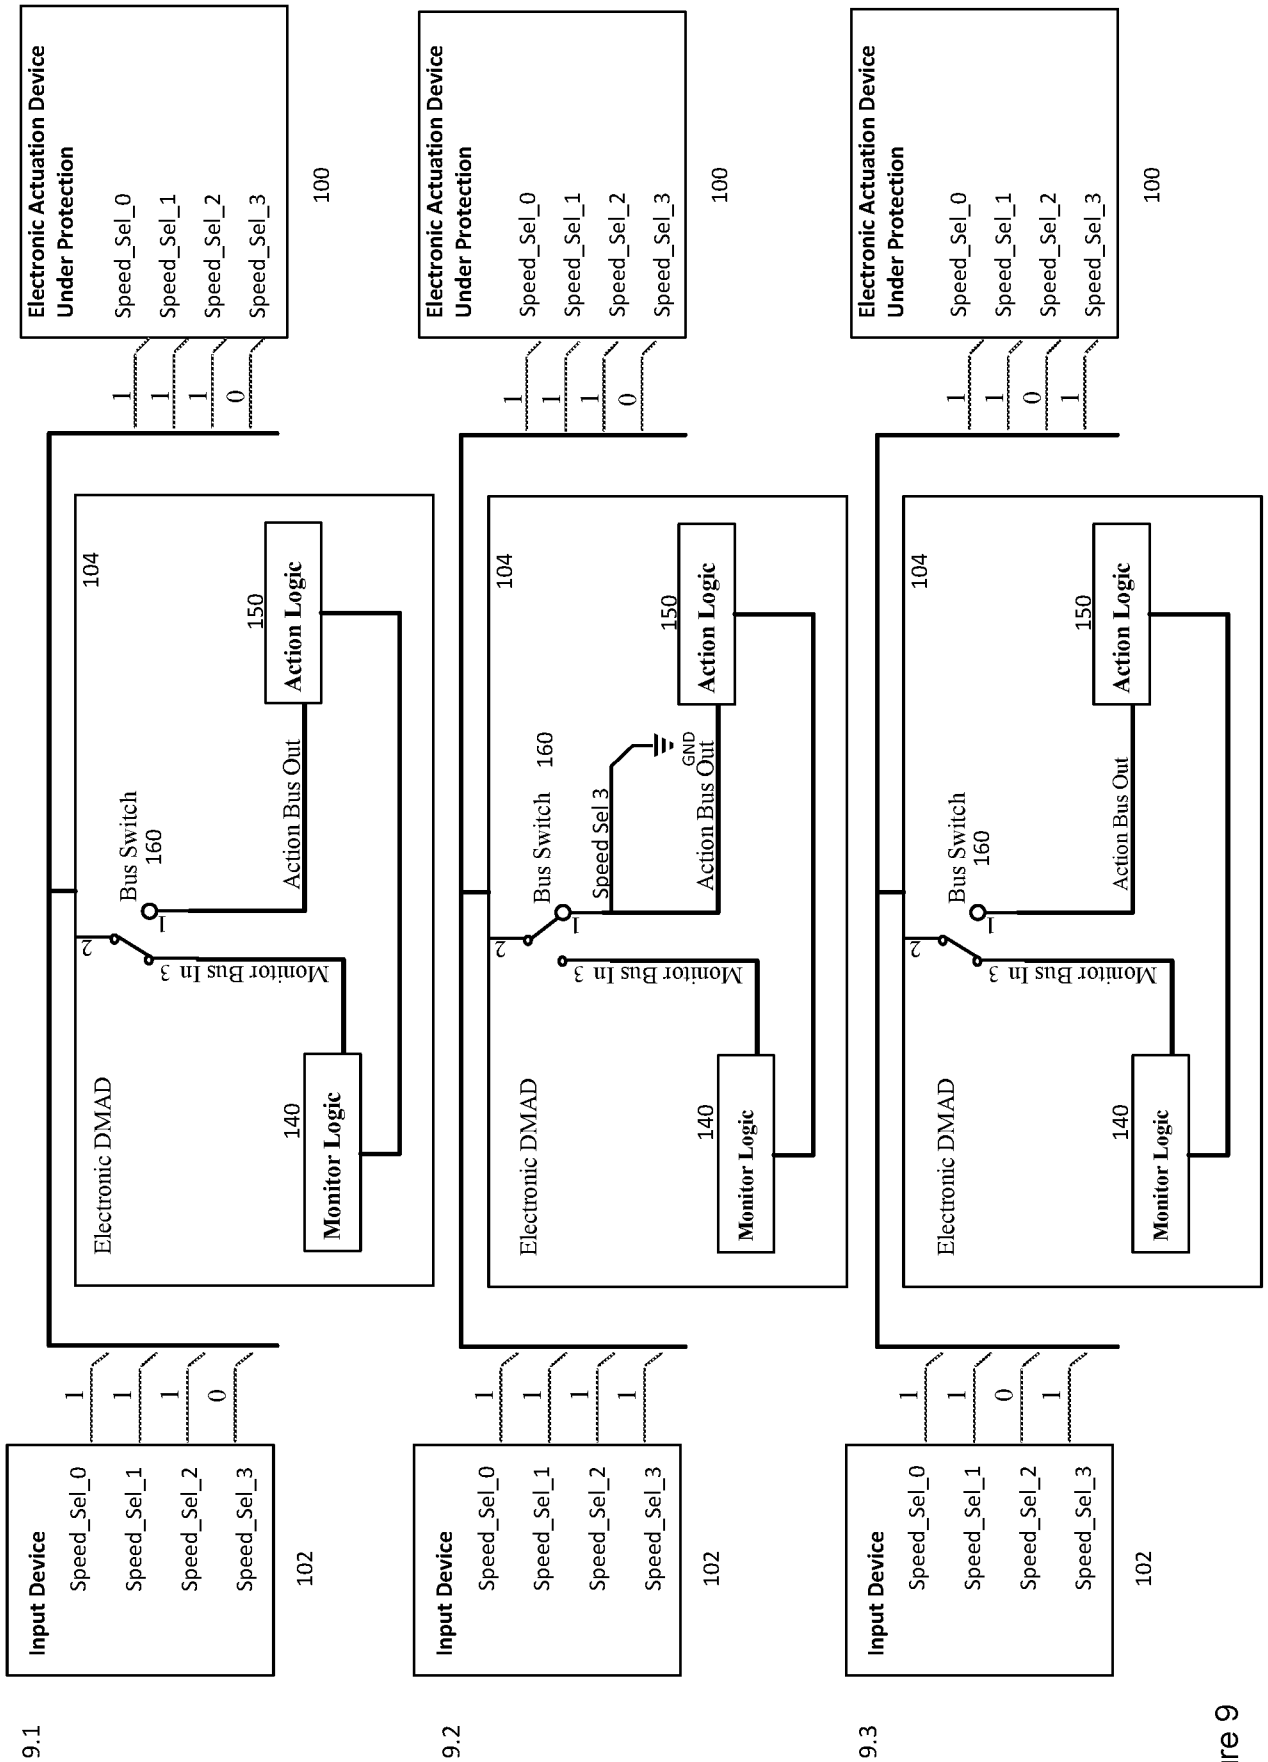 9.1
Input Device
Speed_Sel_0
Speed_Sel_1
Speed_Sel_2
Speed_Sel_3
102
1
1
1
0
Electronic DMAD
104
2
Bus Switch
160
1
3
Monitor Bus In
Action Bus Out
140
Monitor Logic
150
Action Logic
1
1
1
0
Electronic Actuation Device
Under Protection
Speed_Sel_0
Speed_Sel_1
Speed_Sel_2
Speed_Sel_3
100
9.2
Input Device
Speed_Sel_0
Speed_Sel_1
Speed_Sel_2
Speed_Sel_3
102
1
1
1
1
Electronic DMAD
104
2
Bus Switch
160
1
3
Monitor Bus In
Speed Sel 3
GND
Action Bus Out
140
Monitor Logic
150
Action Logic
1
1
1
0
Electronic Actuation Device
Under Protection
Speed_Sel_0
Speed_Sel_1
Speed_Sel_2
Speed_Sel_3
100
9.3
Input Device
Speed_Sel_0
Speed_Sel_1
Speed_Sel_2
Speed_Sel_3
102
1
1
0
1
Electronic DMAD
104
2
Bus Switch
160
1
3
Monitor Bus In
Action Bus Out
140
Monitor Logic
150
Action Logic
1
1
0
1
Electronic Actuation Device
Under Protection
Speed_Sel_0
Speed_Sel_1
Speed_Sel_2
Speed_Sel_3
100
re 9